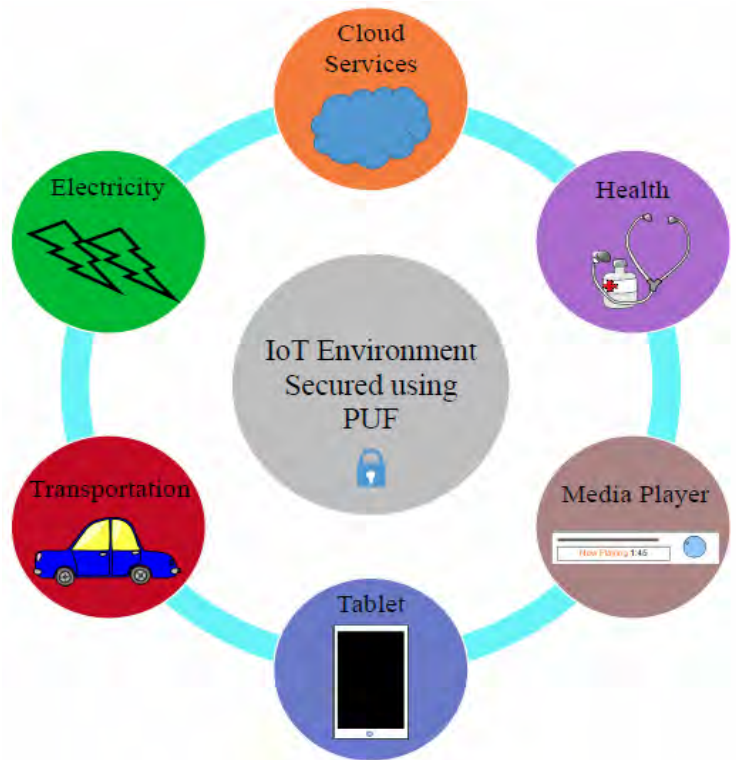 Cloud
Services
Electricity
Health
IoT Environment
Secured using
PUF
Transportation
Media Player
Now Playing 1:45
Tablet